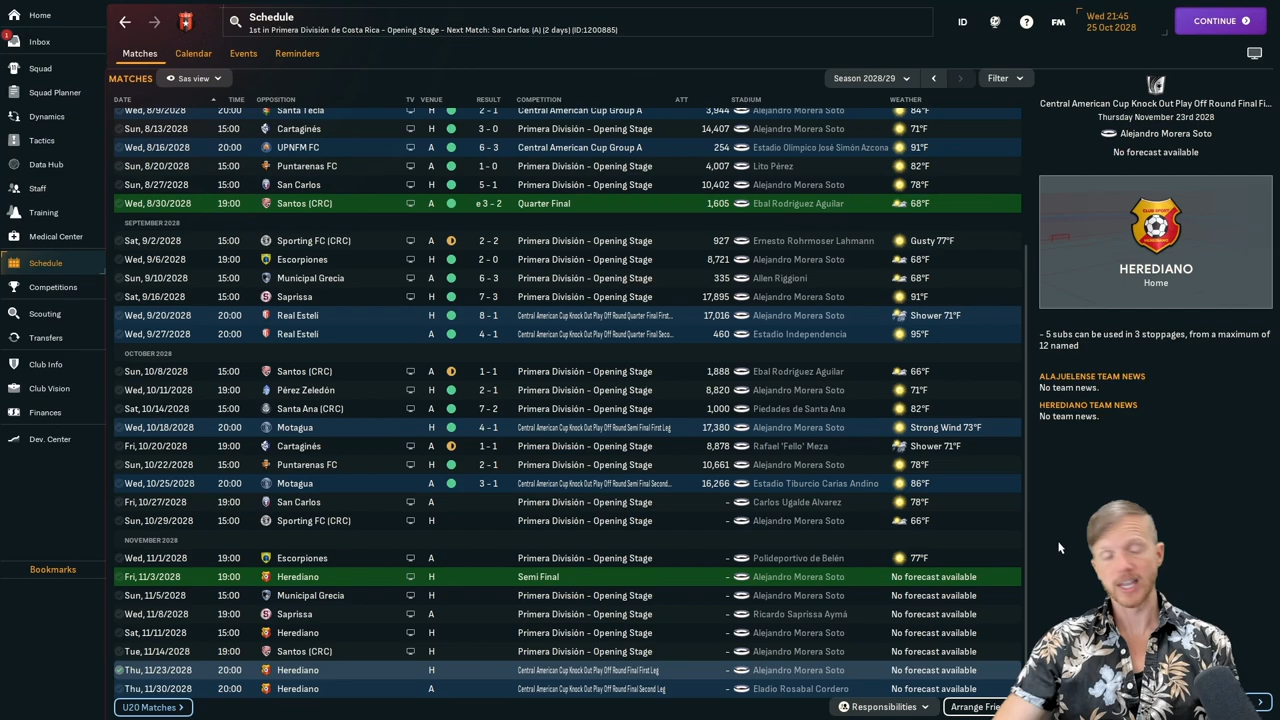 Home
1
Inbox
Squad
Squad Planner
Dynamics
Tactics
Data Hub
Staff
Training
Medical Center
Schedule
Competitions
Scouting
Transfers
Club Info
Club Vision
Finances
Dev. Center
Bookmarks
Schedule
1st in Primera División de Costa Rica - Opening Stage - Next Match: San Carlos (A) (2 days) (ID:1200885)
ID ? FM
Wed 21:45
25 Oct 2028
CONTINUE
Matches Calendar Events Reminders
MATCHES Sas view Season 2028/29 Filter
DATE TIME OPPOSITION TV VENUE RESULT COMPETITION ATT STADIUM WEATHER
Wed, 8/9/2028 20:00 Santa Tecla H 2 - 1 Central American Cup Group A 3,944 Alejandro Morera Soto 84°F
Sun, 8/13/2028 15:00 Cartaginés H 3 - 0 Primera División - Opening Stage 14,407 Alejandro Morera Soto 71°F
Wed, 8/16/2028 20:00 UPNFM FC A 6 - 3 Central American Cup Group A 254 Estadio Olímpico José Simón Azcona 91°F
Sun, 8/20/2028 15:00 Puntarenas FC A 1 - 0 Primera División - Opening Stage 4,007 Lito Pérez 82°F
Sun, 8/27/2028 15:00 San Carlos H 5 - 1 Primera División - Opening Stage 10,402 Alejandro Morera Soto 78°F
Wed, 8/30/2028 19:00 Santos (CRC) A e 3 - 2 Quarter Final 1,605 Ebal Rodríguez Aguilar 68°F
SEPTEMBER 2028
Sat, 9/2/2028 15:00 Sporting FC (CRC) A 2 - 2 Primera División - Opening Stage 927 Ernesto Rohrmoser Lahmann Gusty 77°F
Wed, 9/6/2028 19:00 Escorpiones H 2 - 0 Primera División - Opening Stage 8,721 Alejandro Morera Soto 68°F
Sun, 9/10/2028 15:00 Municipal Grecia A 6 - 3 Primera División - Opening Stage 335 Allen Riggioni 68°F
Sat, 9/16/2028 15:00 Saprissa H 7 - 3 Primera División - Opening Stage 17,895 Alejandro Morera Soto 91°F
Wed, 9/20/2028 20:00 Real Estelí H 8 - 1 Central American Cup Knock Out Play Off Round Quarter Final First... 17,016 Alejandro Morera Soto Shower 71°F
Wed, 9/27/2028 20:00 Real Estelí A 4 - 1 Central American Cup Knock Out Play Off Round Quarter Final Seco... 460 Estadio Independencia 95°F
OCTOBER 2028
Sun, 10/8/2028 15:00 Santos (CRC) A 1 - 1 Primera División - Opening Stage 1,888 Ebal Rodríguez Aguilar 66°F
Wed, 10/11/2028 19:00 Pérez Zeledón H 2 - 1 Primera División - Opening Stage 8,820 Alejandro Morera Soto 71°F
Sat, 10/14/2028 15:00 Santa Ana (CRC) A 7 - 2 Primera División - Opening Stage 1,000 Piedades de Santa Ana 82°F
Wed, 10/18/2028 20:00 Motagua H 4 - 1 Central American Cup Knock Out Play Off Round Semi Final First Leg 17,380 Alejandro Morera Soto Strong Wind 73°F
Fri, 10/20/2028 19:00 Cartaginés A 1 - 1 Primera División - Opening Stage 8,878 Rafael 'Fello' Meza Shower 71°F
Sun, 10/22/2028 15:00 Puntarenas FC H 2 - 1 Primera División - Opening Stage 10,661 Alejandro Morera Soto 78°F
Wed, 10/25/2028 20:00 Motagua A 3 - 1 Central American Cup Knock Out Play Off Round Semi Final Second... 16,266 Estadio Tiburcio Carias Andino 86°F
Fri, 10/27/2028 19:00 San Carlos A Primera División - Opening Stage - Carlos Ugalde Alvarez 78°F
Sun, 10/29/2028 15:00 Sporting FC (CRC) H Primera División - Opening Stage - Alejandro Morera Soto 66°F
NOVEMBER 2028
Wed, 11/1/2028 19:00 Escorpiones A Primera División - Opening Stage - Polideportivo de Belén 77°F
Fri, 11/3/2028 19:00 Herediano H Semi Final - Alejandro Morera Soto No forecast available
Sun, 11/5/2028 15:00 Municipal Grecia H Primera División - Opening Stage - Alejandro Morera Soto No forecast available
Wed, 11/8/2028 19:00 Saprissa A Primera División - Opening Stage - Ricardo Saprissa Aymá No forecast available
Sat, 11/11/2028 15:00 Herediano H Primera División - Opening Stage - Alejandro Morera Soto No forecast available
Tue, 11/14/2028 19:00 Santos (CRC) H Primera División - Opening Stage - Alejandro Morera Soto No forecast available
Thu, 11/23/2028 20:00 Herediano H Central American Cup Knock Out Play Off Round Final First Leg - Alejandro Morera Soto No forecast available
Thu, 11/30/2028 20:00 Herediano A Central American Cup Knock Out Play Off Round Final Second Leg - Eladio Rosabal Cordero No forecast available
U20 Matches Responsibilities
Central American Cup Knock Out Play Off Round Final Fi...
Thursday November 23rd 2028
Alejandro Morera Soto
No forecast available
HEREDIANO
HEREDIANO
Home
- 5 subs can be used in 3 stoppages, from a maximum of
12 named
ALAJUELENSE TEAM NEWS
No team news.
HEREDIANO TEAM NEWS
No team news.